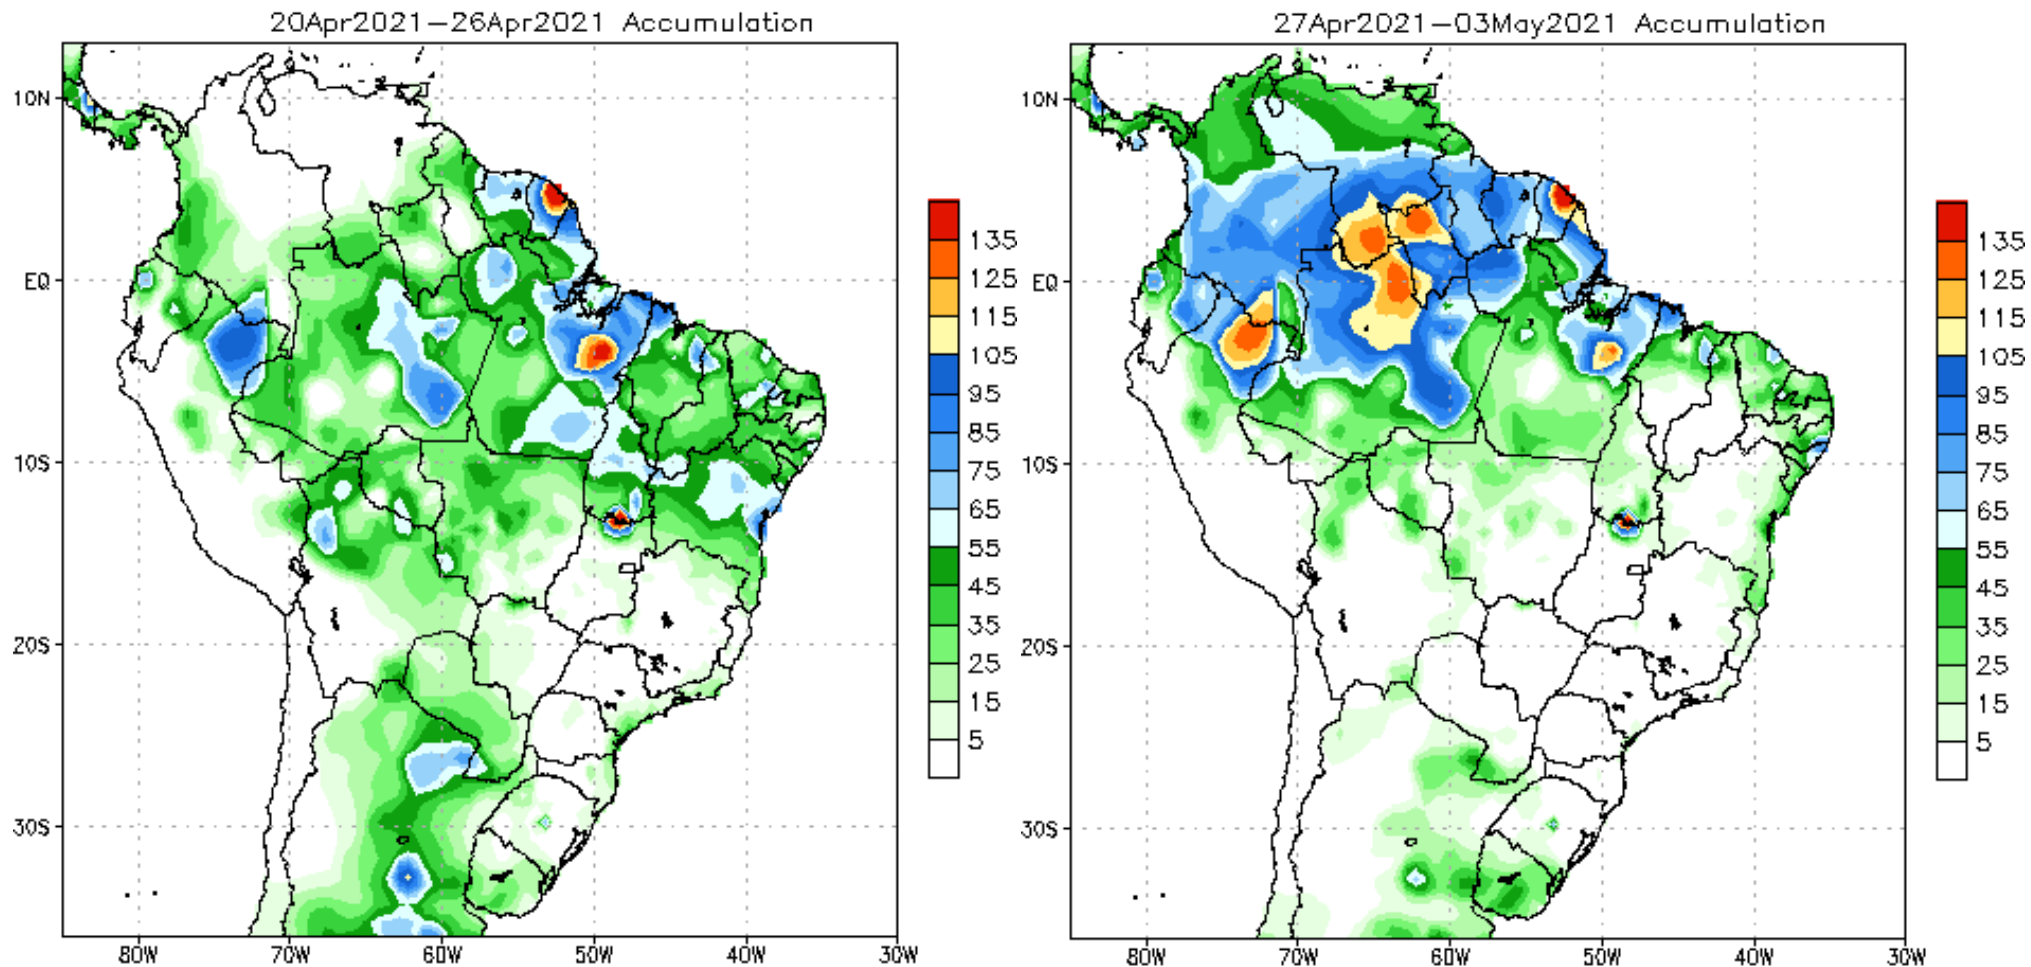 20Apr2021–26Apr2021 Accumulation
10N
EQ
10S
20S
30S
80W
70W
60W
50W
40W
30W
135
125
115
105
95
85
75
65
55
45
35
25
15
5
27Apr2021–03May2021 Accumulation
10N
EQ
10S
20S
30S
80W
70W
60W
50W
40W
30W
135
125
115
105
95
85
75
65
55
45
35
25
15
5